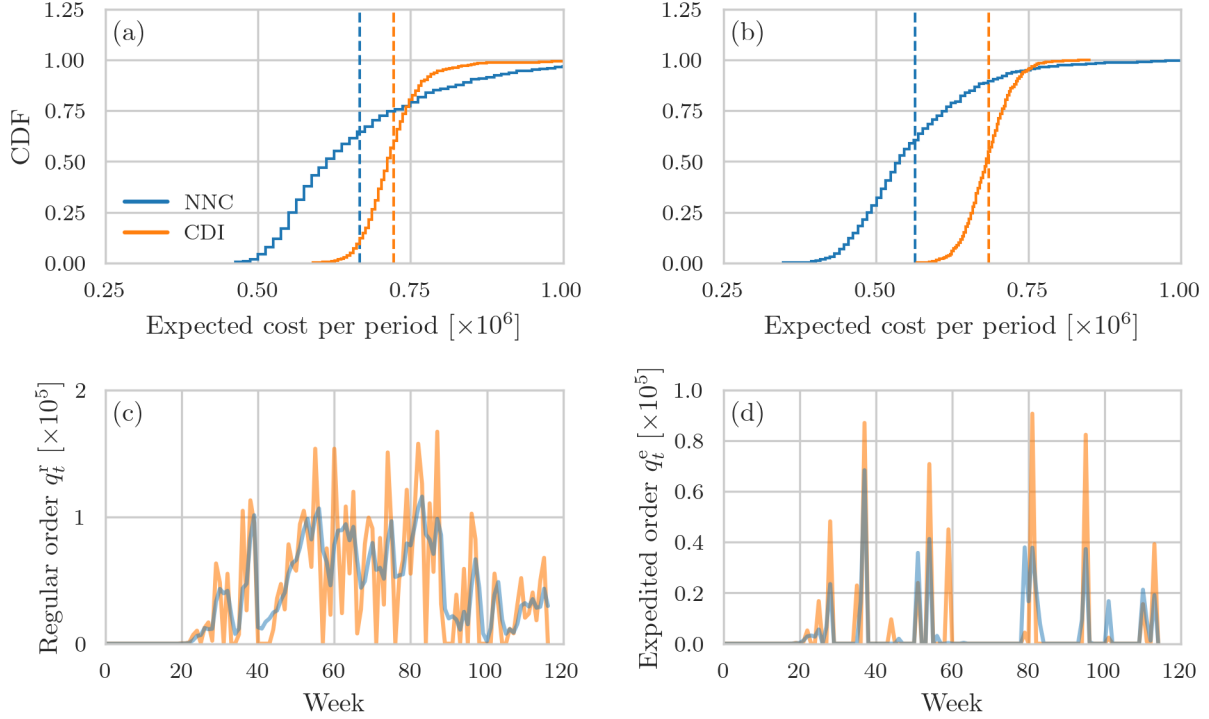 1.25
1.00
0.75
0.50
0.25
0.00
CDF
(a)
NNC
CDI
0.25 0.50 0.75 1.00
Expected cost per period [×10⁶]
1.25
1.00
0.75
0.50
0.25
0.00
(b)
0.25 0.50 0.75 1.00
Expected cost per period [×10⁶]
2
1
0
Regular order qₜʳ [×10⁵]
(c)
0 20 40 60 80 100 120
Week
1.0
0.8
0.6
0.4
0.2
0.0
Expedited order qₜᵉ [×10⁵]
(d)
0 20 40 60 80 100 120
Week